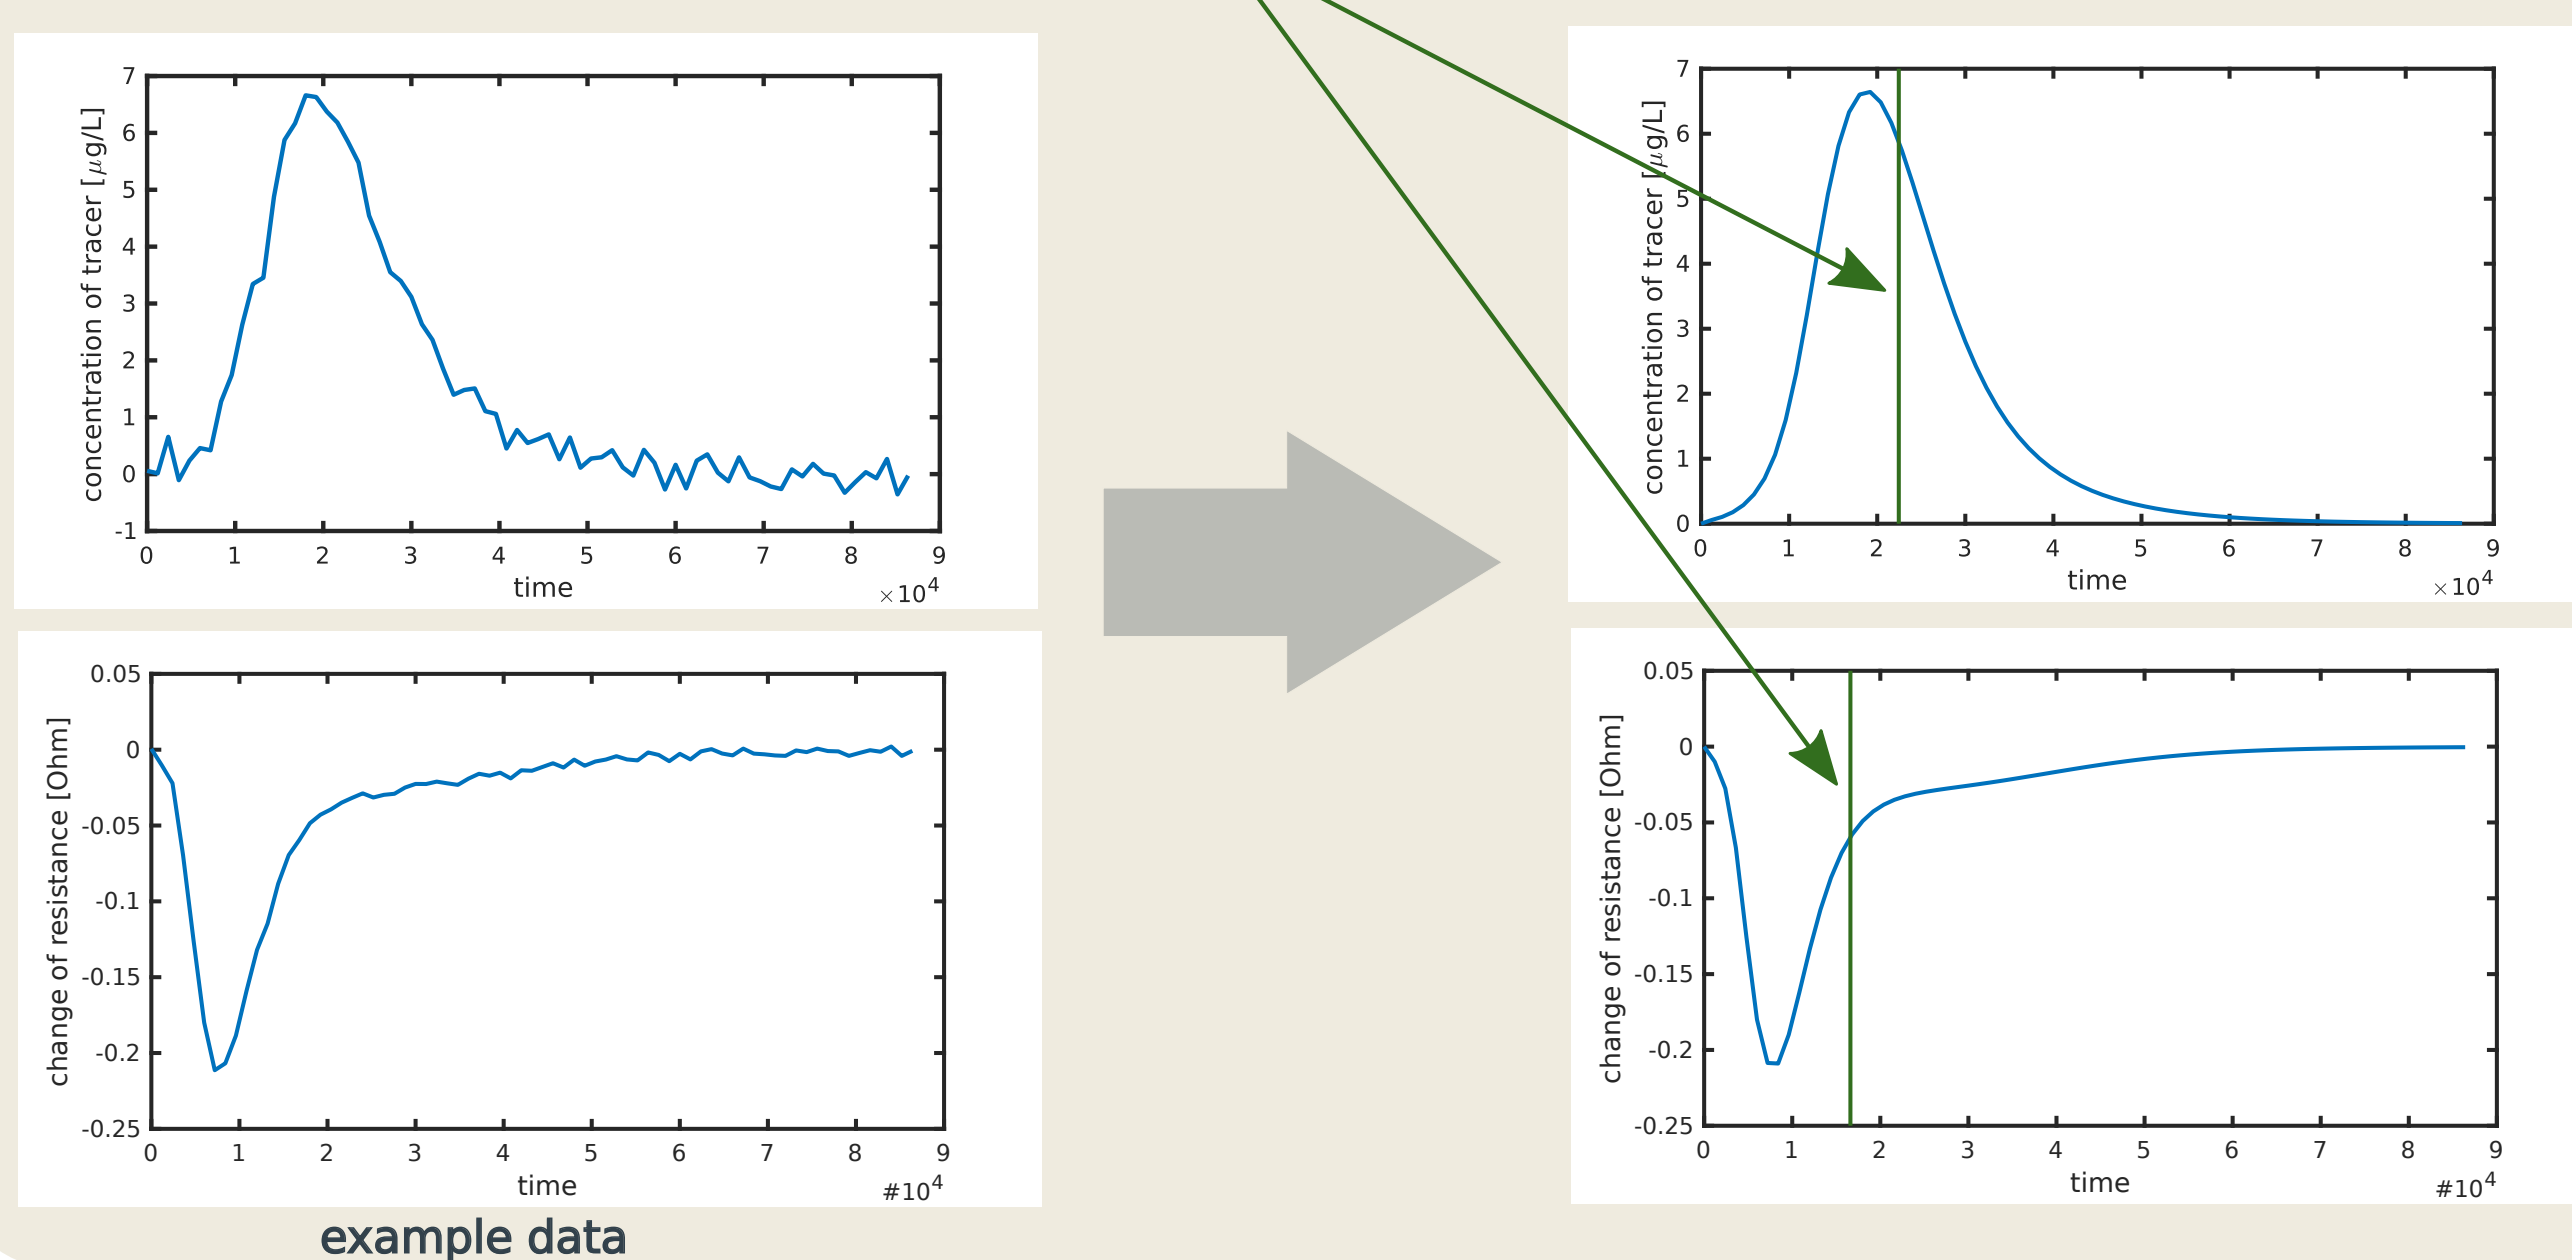 7
6
5
4
3
2
1
0
-1
concentration of tracer [μg/L]
0 1 2 3 4 5 6 7 8 9
time
×10^4
7
6
5
4
3
2
1
0
concentration of tracer [μg/L]
0 1 2 3 4 5 6 7 8 9
time
×10^4
0.05
0
-0.05
-0.1
-0.15
-0.2
-0.25
change of resistance [Ohm]
0 1 2 3 4 5 6 7 8 9
time
#10^4
0.05
0
-0.05
-0.1
-0.15
-0.2
-0.25
change of resistance [Ohm]
0 1 2 3 4 5 6 7 8 9
time
#10^4
example data